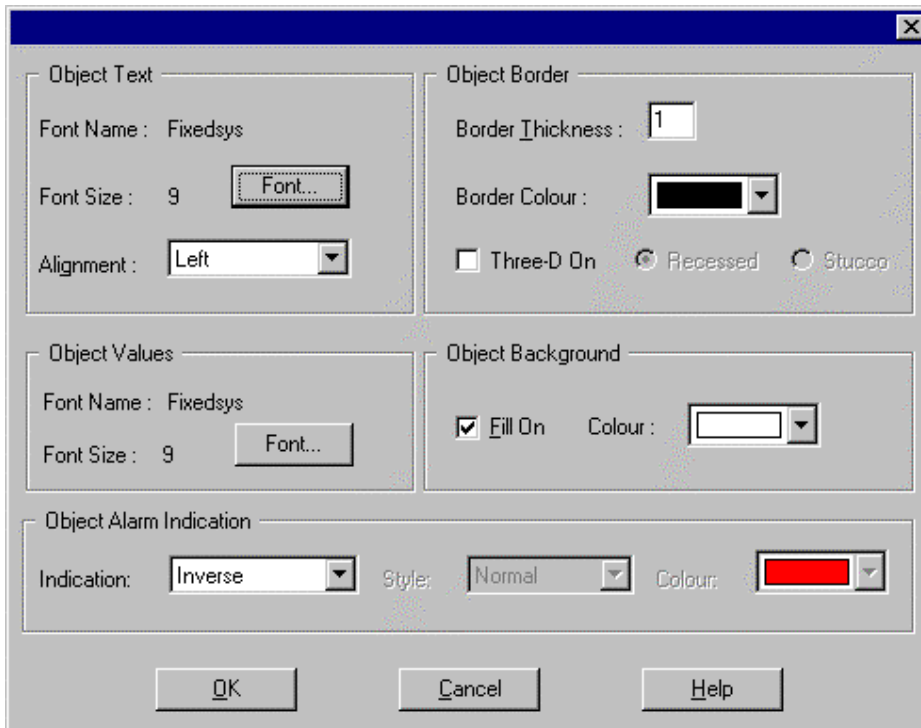 Object Text
Font Name : Fixedsys
Font Size : 9 Font...
Alignment : Left
Object Border
Border Thickness : 1
Border Colour :
Three-D On Recessed Stucco
Object Values
Font Name : Fixedsys
Font Size : 9 Font...
Object Background
Fill On Colour :
Object Alarm Indication
Indication: Inverse Style: Normal Colour:
OK Cancel Help